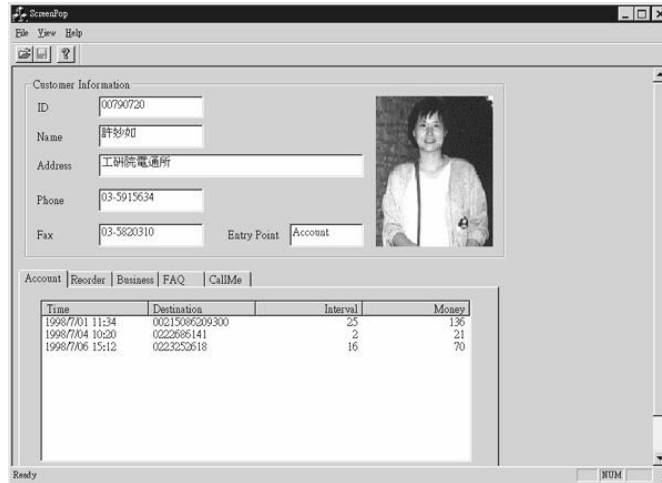 ScreenPop
File View Help
Customer Information
ID 00790720
Name 許妙如
Address 工研院電通所
Phone 03-5915634
Fax 03-5820310 Entry Point Account
Account Reorder Business FAQ CallMe
Time Destination Interval Money
1998/7/01 11:34 00215086209300 25 136
1998/7/04 10:20 0222686141 2 21
1998/7/06 15:12 0223252618 16 70
Ready NUM